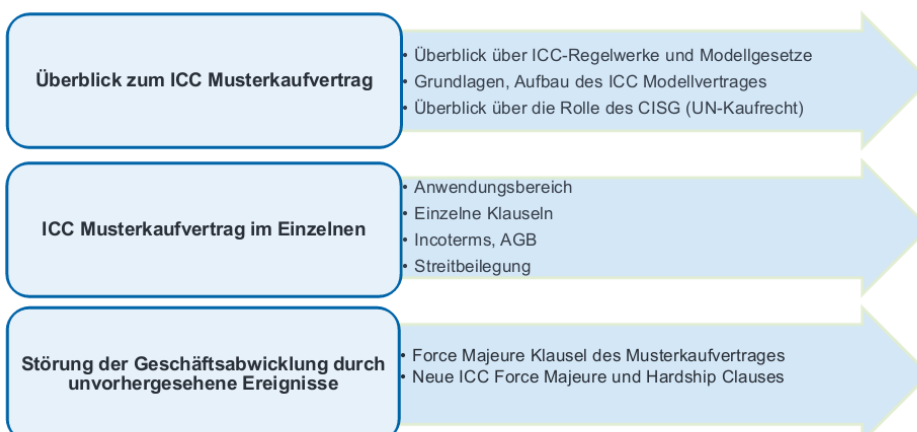 Überblick zum ICC Musterkaufvertrag
• Überblick über ICC-Regelwerke und Modellgesetze
• Grundlagen, Aufbau des ICC Modellvertrages
• Überblick über die Rolle des CISG (UN-Kaufrecht)
ICC Musterkaufvertrag im Einzelnen
• Anwendungsbereich
• Einzelne Klauseln
• Incoterms, AGB
• Streitbeilegung
Störung der Geschäftsabwicklung durch
unvorhergesehene Ereignisse
• Force Majeure Klausel des Musterkaufvertrages
• Neue ICC Force Majeure und Hardship Clauses